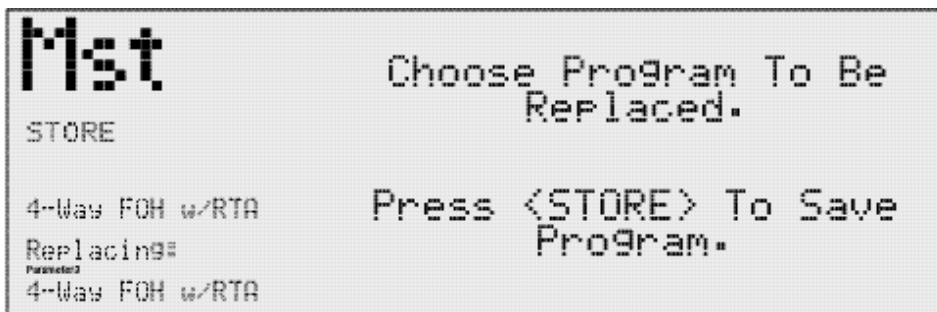 Mst
STORE
4-Way FOH w/RTA
Replacing:
Parameter3
4-Way FOH w/RTA
Choose Program To Be
Replaced.
Press <STORE> To Save
Program.